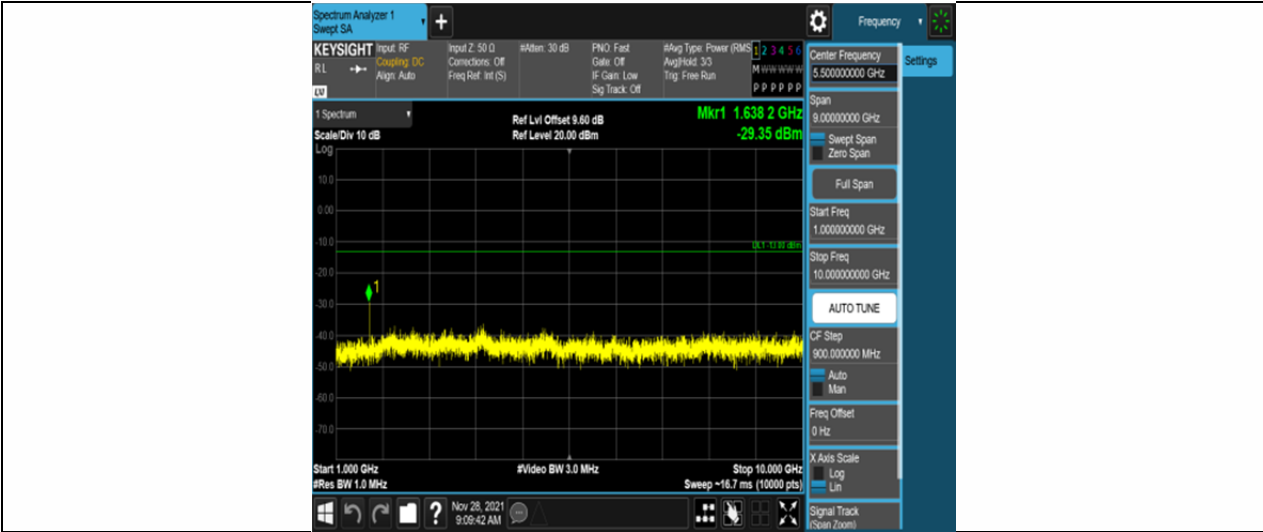 Spectrum Analyzer 1
Swept SA
+
Frequency
KEYSIGHT
RL
LV
Input: RF
Coupling: DC
Align: Auto
Input Z: 50 Ω
Corrections: Off
Freq Ref: Int (S)
#Atten: 30 dB
PNO: Fast
Gate: Off
IF Gain: Low
Sig Track: Off
#Avg Type: Power (RMS
Avg|Hold: 3/3
Trig: Free Run
1 2 3 4 5 6
M W W W W W
P P P P P P
1 Spectrum
Scale/Div 10 dB
Log
Ref Lvl Offset 9.60 dB
Ref Level 20.00 dBm
Mkr1 1.638 2 GHz
-29.35 dBm
10.0
0.00
-10.0
-20.0
-30.0
-40.0
-50.0
-60.0
-70.0
DL1 -13.00 dBm
1
Start 1.000 GHz
#Res BW 1.0 MHz
#Video BW 3.0 MHz
Stop 10.000 GHz
Sweep ~16.7 ms (10000 pts)
Nov 28, 2021
9:09:42 AM
?
Center Frequency
5.500000000 GHz
Settings
Span
9.00000000 GHz
Swept Span
Zero Span
Full Span
Start Freq
1.000000000 GHz
Stop Freq
10.000000000 GHz
AUTO TUNE
CF Step
900.000000 MHz
Auto
Man
Freq Offset
0 Hz
X Axis Scale
Log
Lin
Signal Track
(Span Zoom)